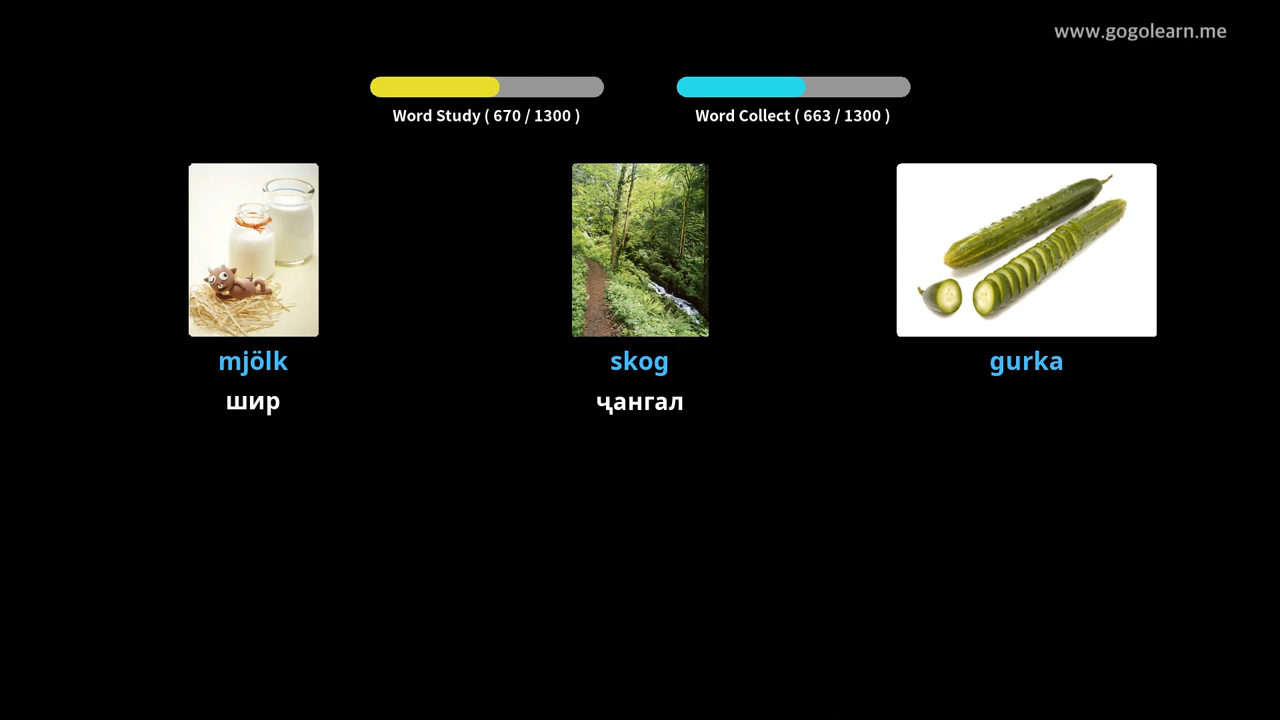 www.gogolearn.me
Word Study ( 670 / 1300 )
Word Collect ( 663 / 1300 )
mjölk
skog
gurka
шир
ҷангал